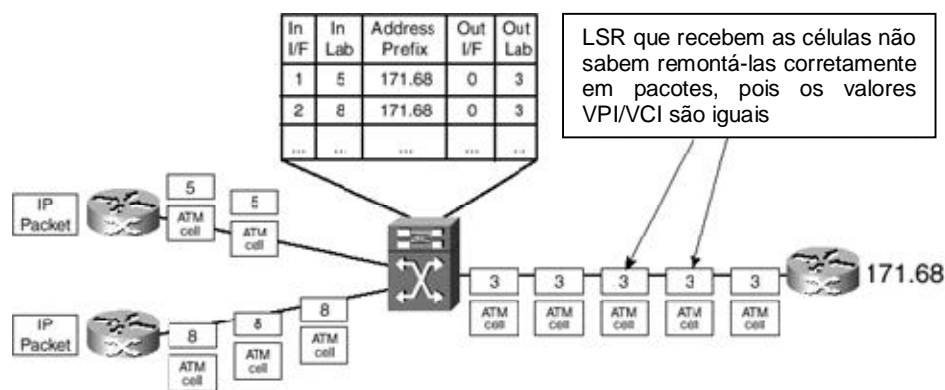 In I/F In Lab Address Prefix Out I/F Out Lab
1 5 171.68 0 3
2 8 171.68 0 3
... ... ... ... ...
LSR que recebem as células não
sabem remontá-las corretamente
em pacotes, pois os valores
VPI/VCI são iguais
IP Packet
5
ATM cell
5
ATM cell
IP Packet
8
ATM cell
8
ATM cell
8
ATM cell
3
ATM cell
3
ATM cell
3
ATM cell
3
ATM cell
3
ATM cell
171.68